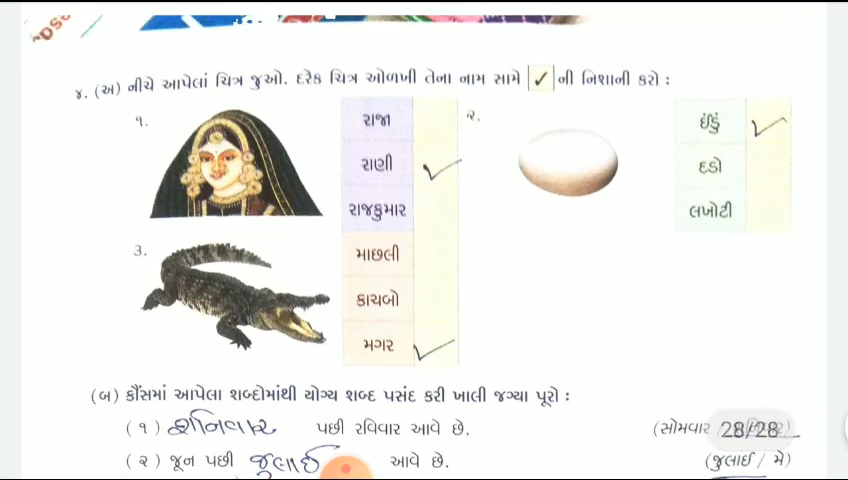 ૪. (અ) નીચે આપેલાં ચિત્ર જુઓ. દરેક ચિત્ર ઓળખી તેના નામ સામે ✓ ની નિશાની કરો :
૧.
રાજા
રાણી ✓
રાજકુમાર
૨.
ઈંડું ✓
દડો
લખોટી
૩.
માછલી
કાચબો
મગર ✓
(બ) કૌંસમાં આપેલા શબ્દોમાંથી યોગ્ય શબ્દ પસંદ કરી ખાલી જગ્યા પૂરો :
(૧) શનિવાર પછી રવિવાર આવે છે. (સોમવાર
28/28
(૨) જૂન પછી જુલાઈ આવે છે. (જુલાઈ / મે)